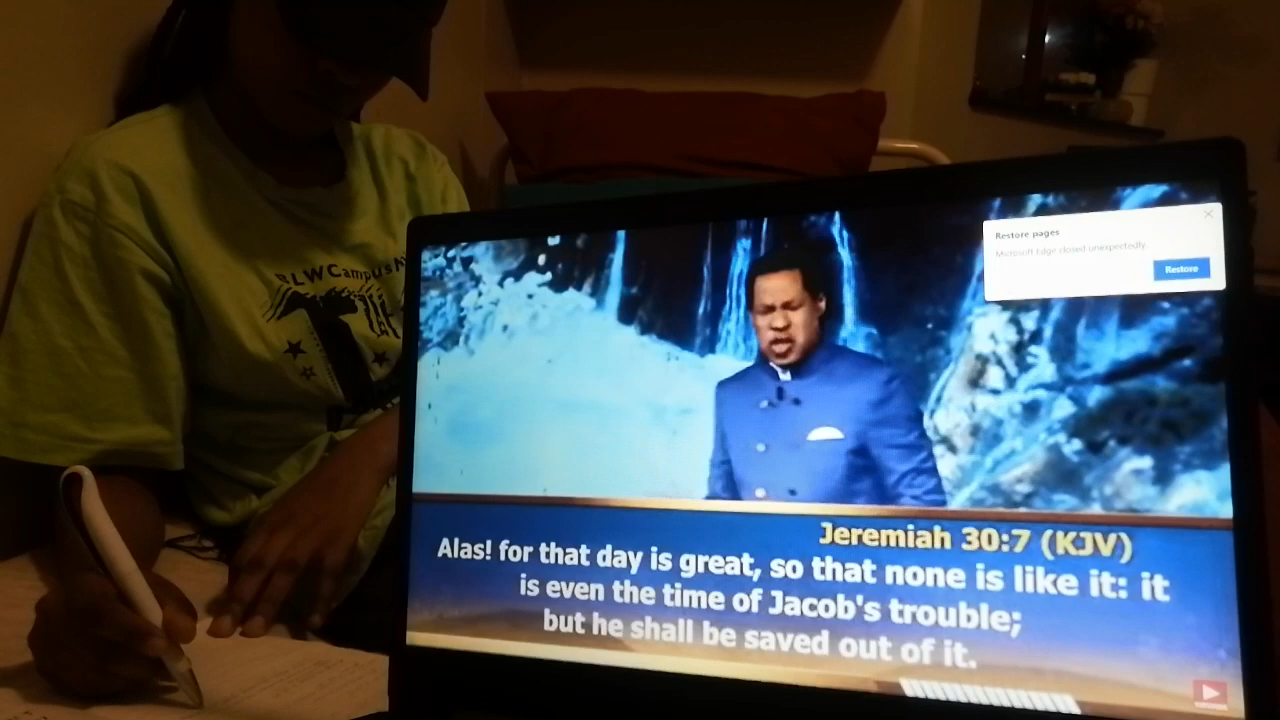 BLWCampus
Restore pages
Microsoft Edge closed unexpectedly.
Restore
Jeremiah 30:7 (KJV)
Alas! for that day is great, so that none is like it: it
is even the time of Jacob's trouble;
but he shall be saved out of it.